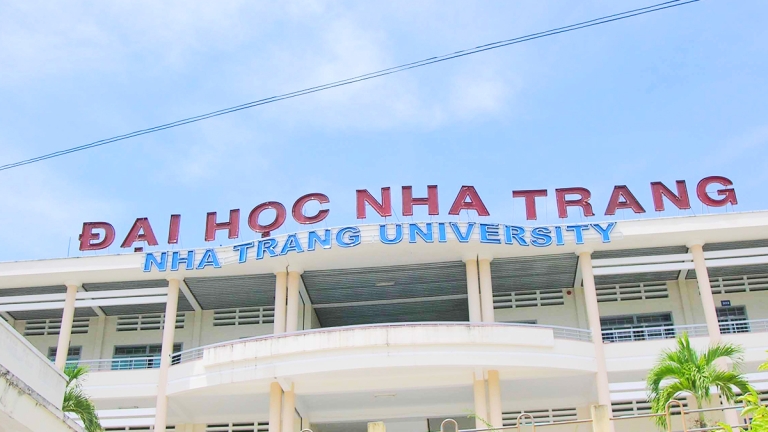 ĐẠI HỌC NHA TRANG
NHA TRANG UNIVERSITY